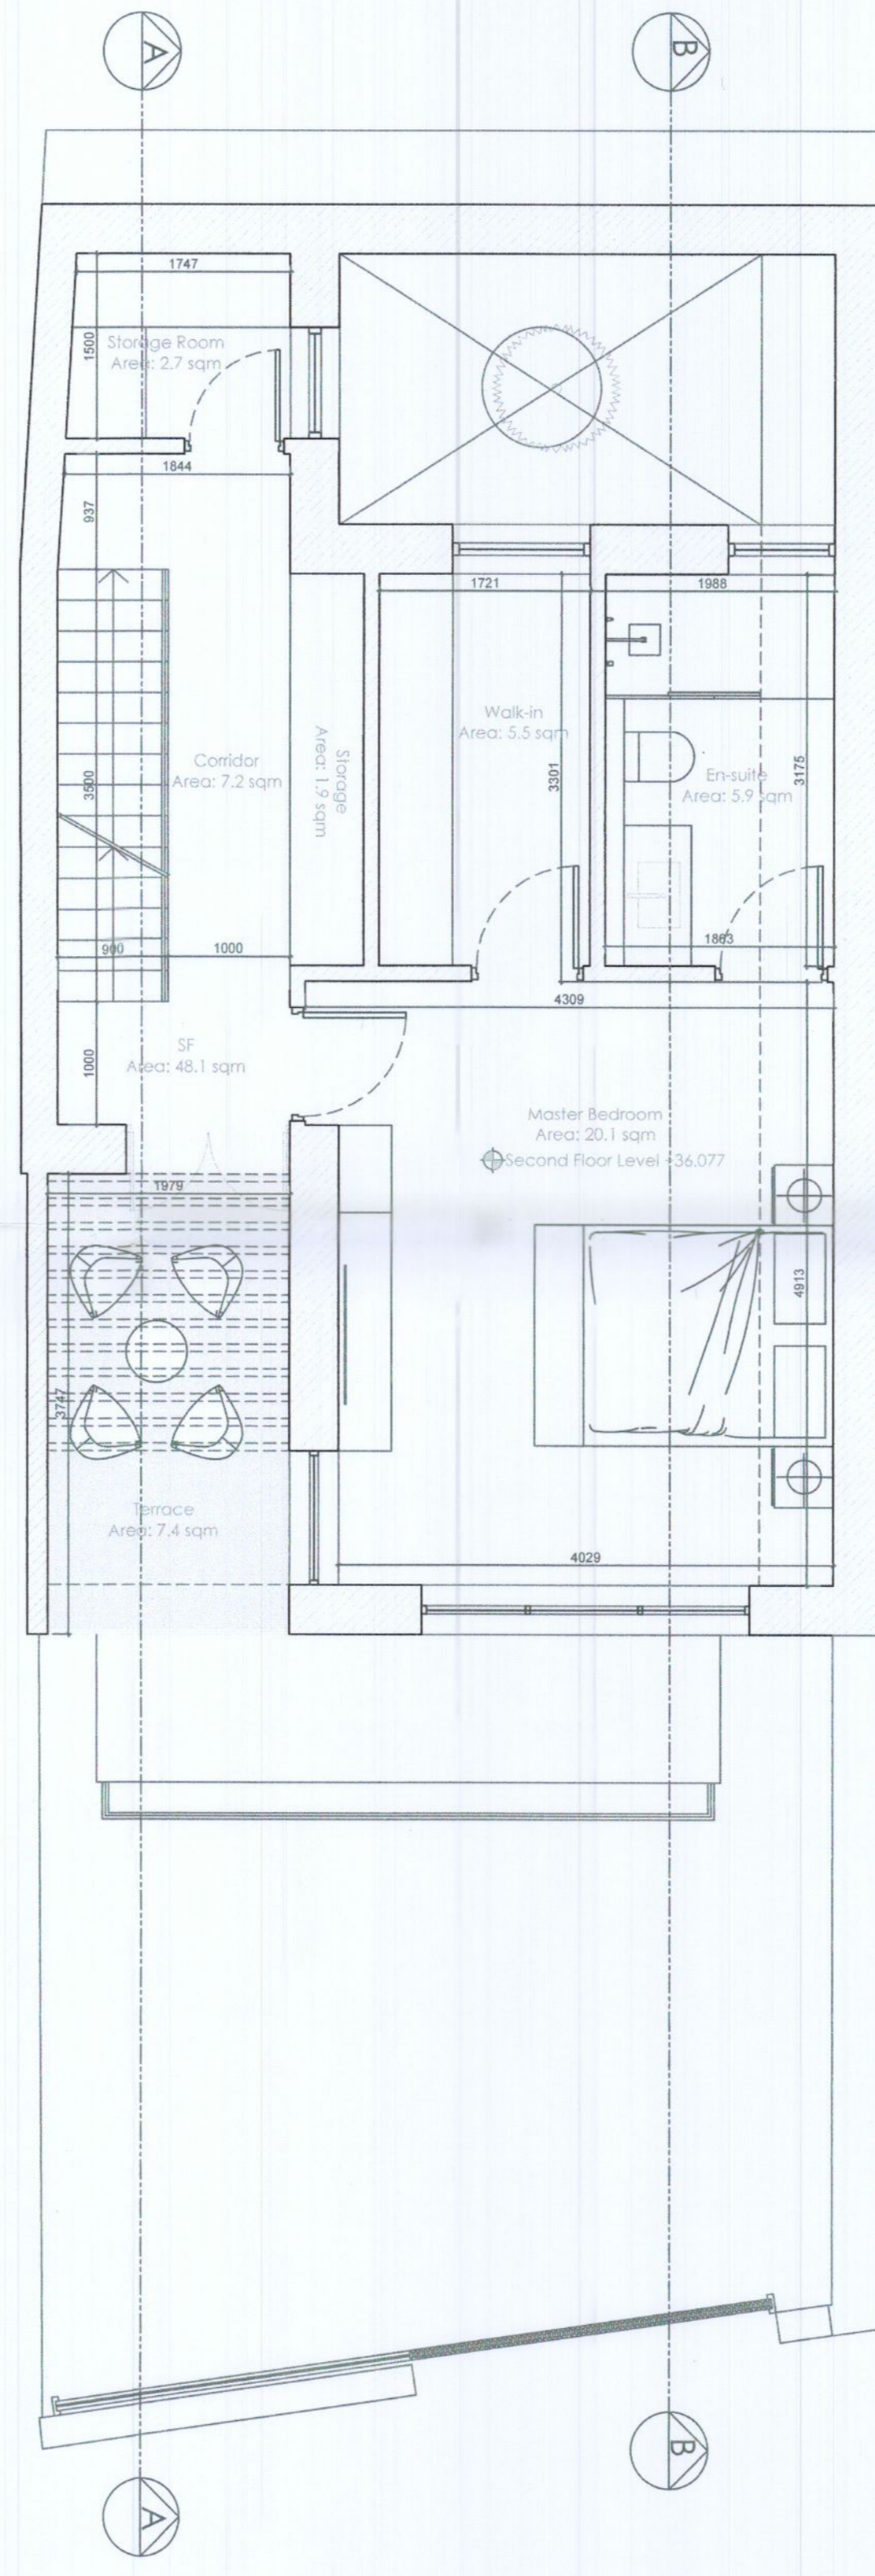 A
B
1747
1500
Storage Room
Area: 2.7 sqm
1844
937
1721
1988
Walk-in
Area: 5.5 sqm
Corridor
Area: 7.2 sqm
Storage
Area: 1.9 sqm
3500
3301
En-suite
Area: 5.9 sqm
3175
900
1000
1863
4309
SF
Area: 48.1 sqm
1000
Master Bedroom
Area: 20.1 sqm
Second Floor Level +36.077
1979
4913
3747
Terrace
Area: 7.4 sqm
4029
B
A